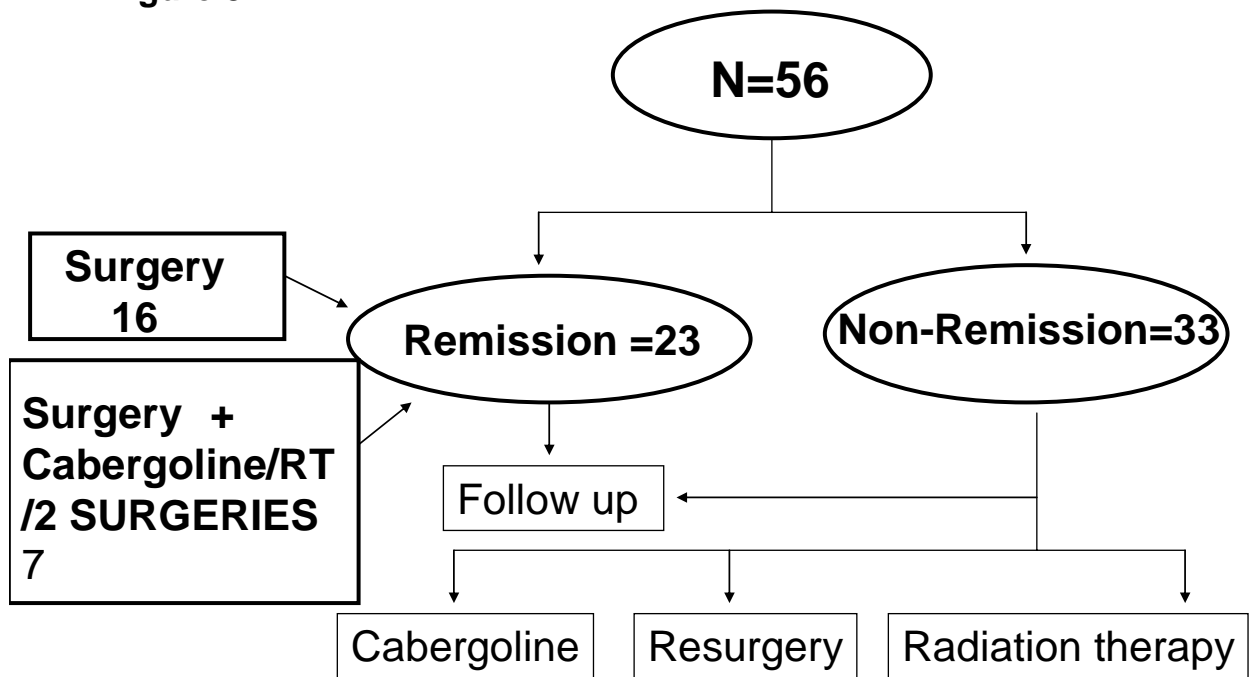 N=56
Surgery
16
Remission =23
Non-Remission=33
Surgery +
Cabergoline/RT
/2 SURGERIES
7
Follow up
Cabergoline
Resurgery
Radiation therapy